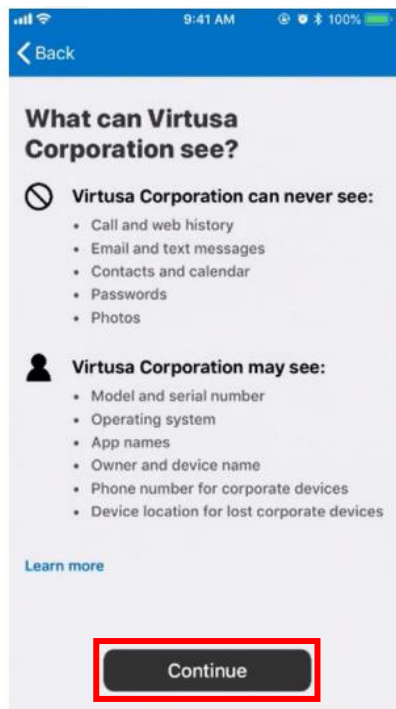 9:41 AM 100%
Back
What can Virtusa
Corporation see?
Virtusa Corporation can never see:
• Call and web history
• Email and text messages
• Contacts and calendar
• Passwords
• Photos
Virtusa Corporation may see:
• Model and serial number
• Operating system
• App names
• Owner and device name
• Phone number for corporate devices
• Device location for lost corporate devices
Learn more
Continue